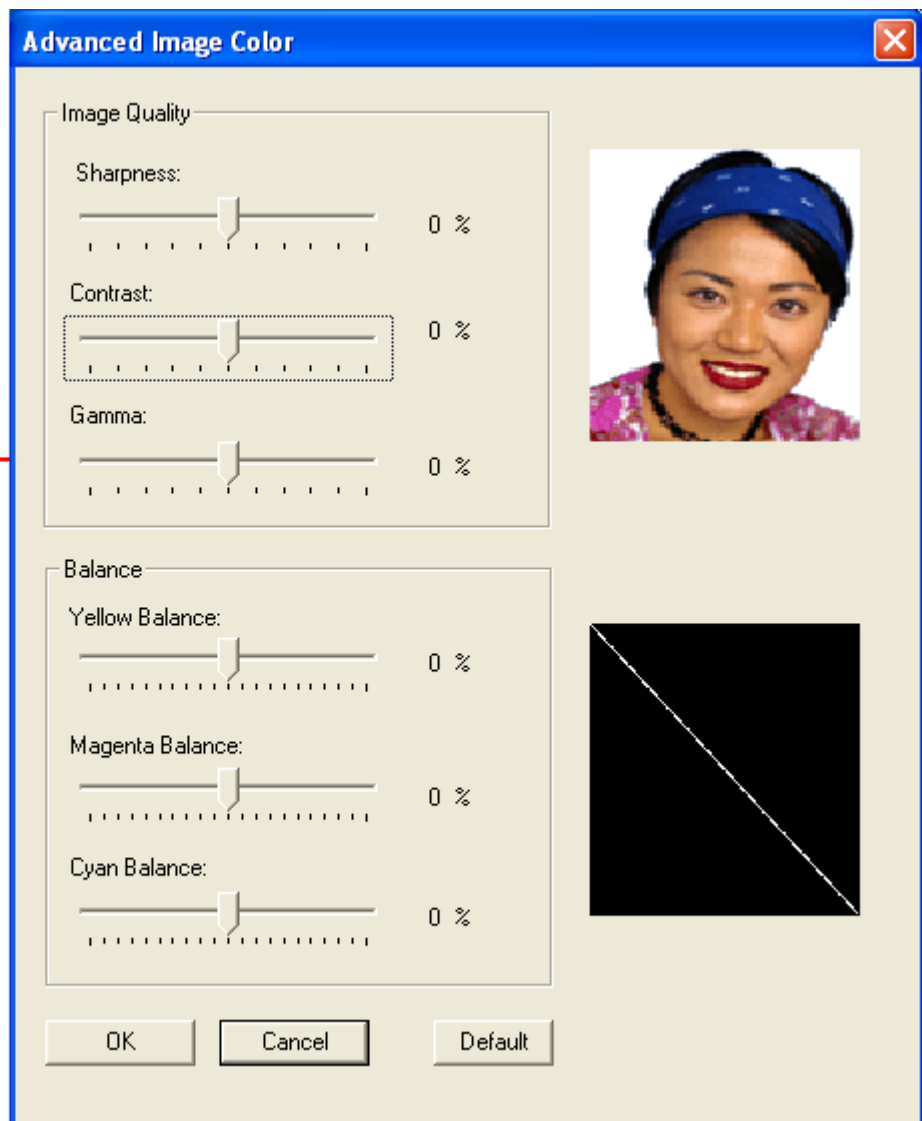 Advanced Image Color
Image Quality
Sharpness:
0 %
Contrast:
0 %
Gamma:
0 %
Balance
Yellow Balance:
0 %
Magenta Balance:
0 %
Cyan Balance:
0 %
OK
Cancel
Default